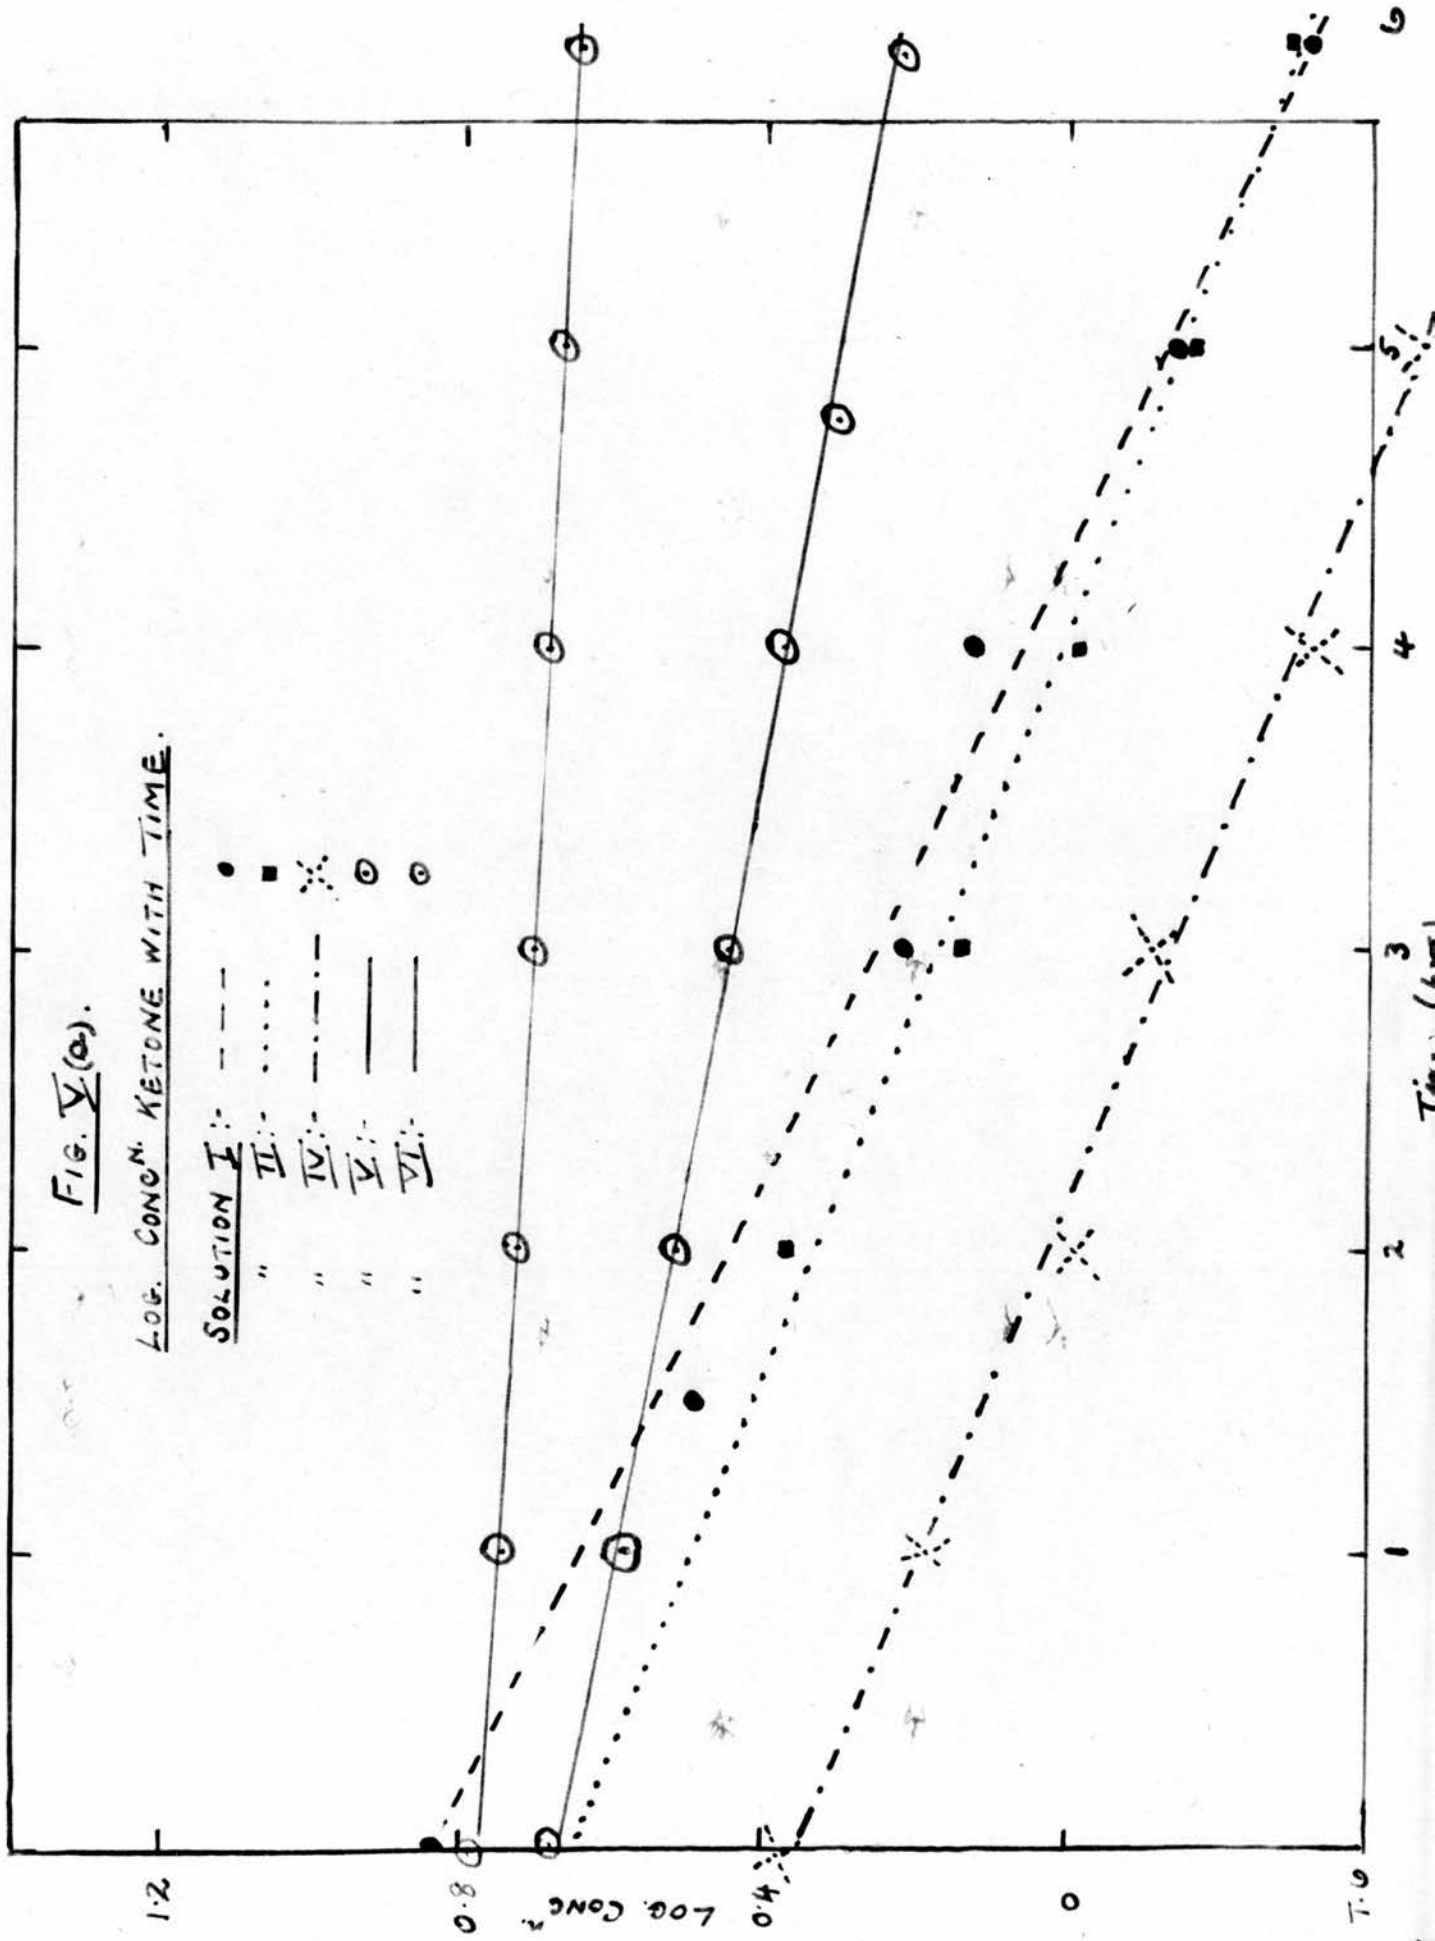 FIG. V(a).
LOG. CONCN. KETONE WITH TIME.
SOLUTION I:-
" II:-
" IV:-
" V:-
" VI:-
1.2
0.8
LOG. CONCN.
0.4
0
1̄.6
1 2 3 4 5 6